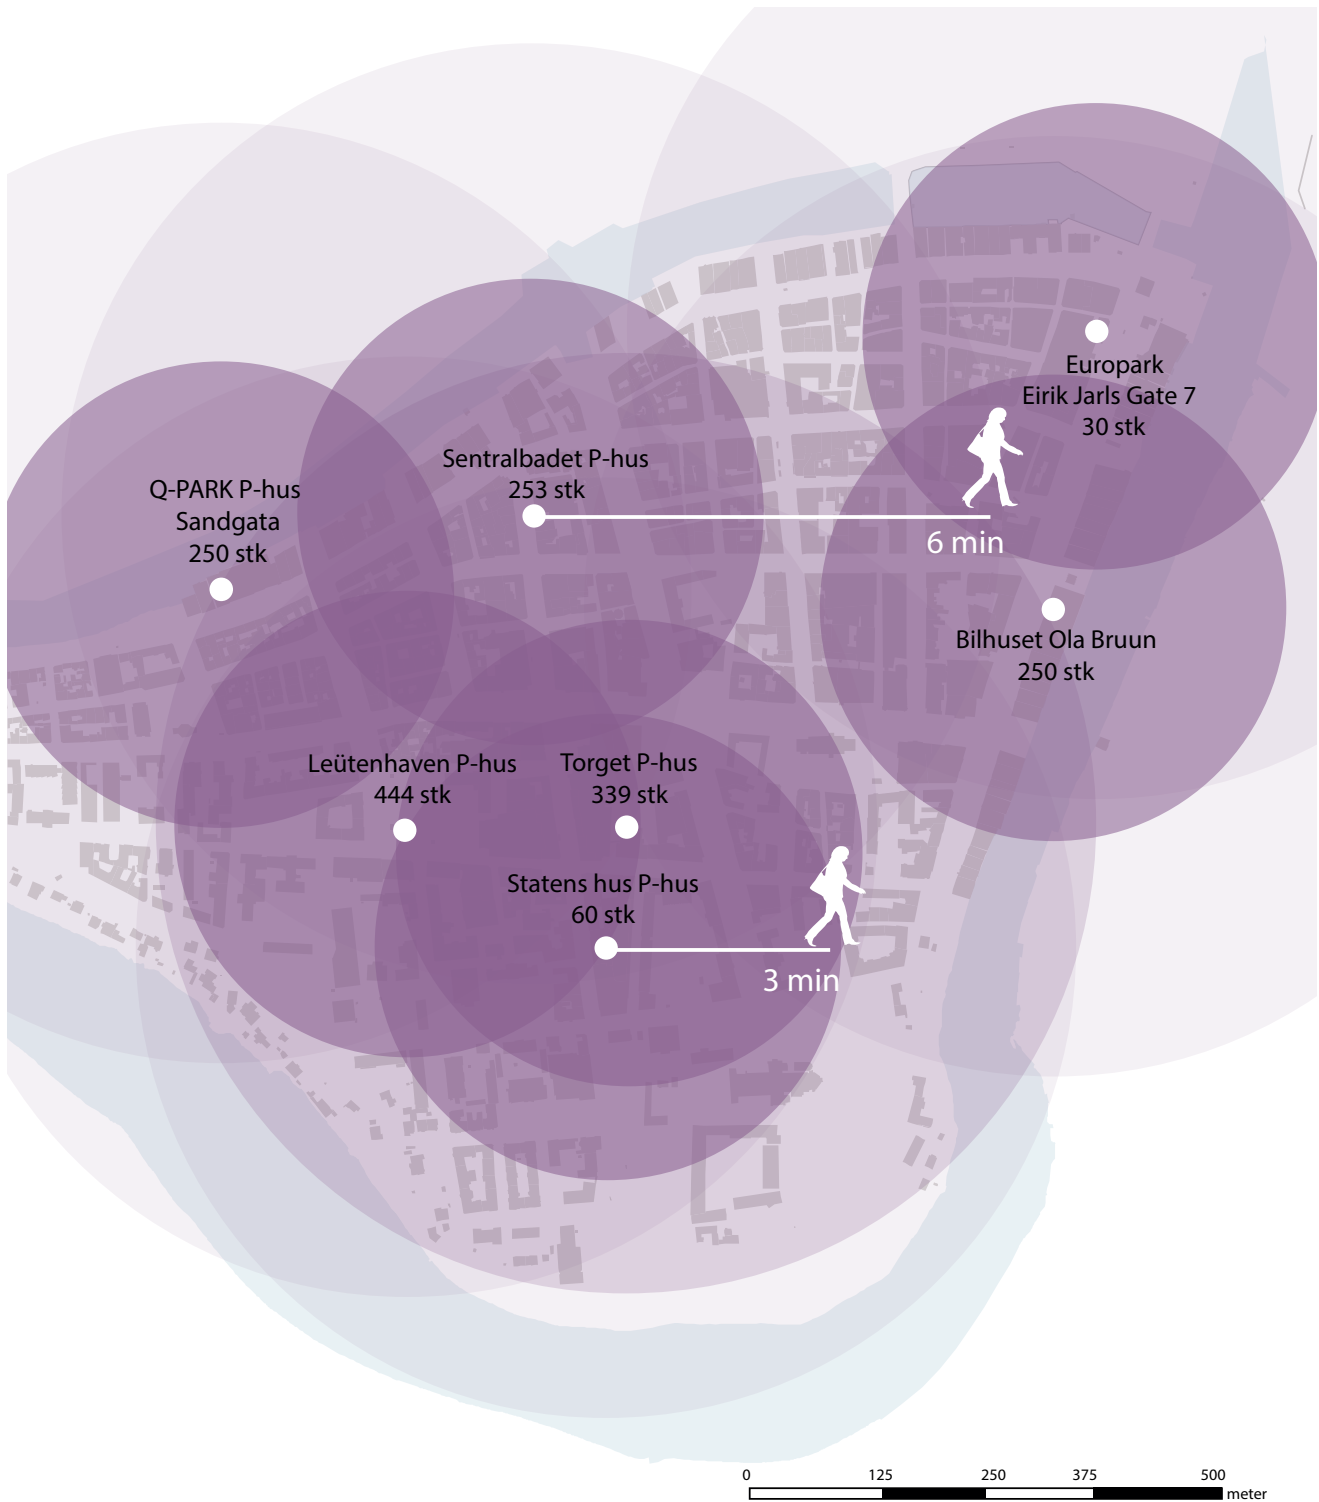 Europark
Eirik Jarls Gate 7
30 stk
Sentralbadet P-hus
253 stk
Q-PARK P-hus
Sandgata
250 stk
6 min
Bilhuset Ola Bruun
250 stk
Leütenhaven P-hus
444 stk
Torget P-hus
339 stk
Statens hus P-hus
60 stk
3 min
0 125 250 375 500
meter